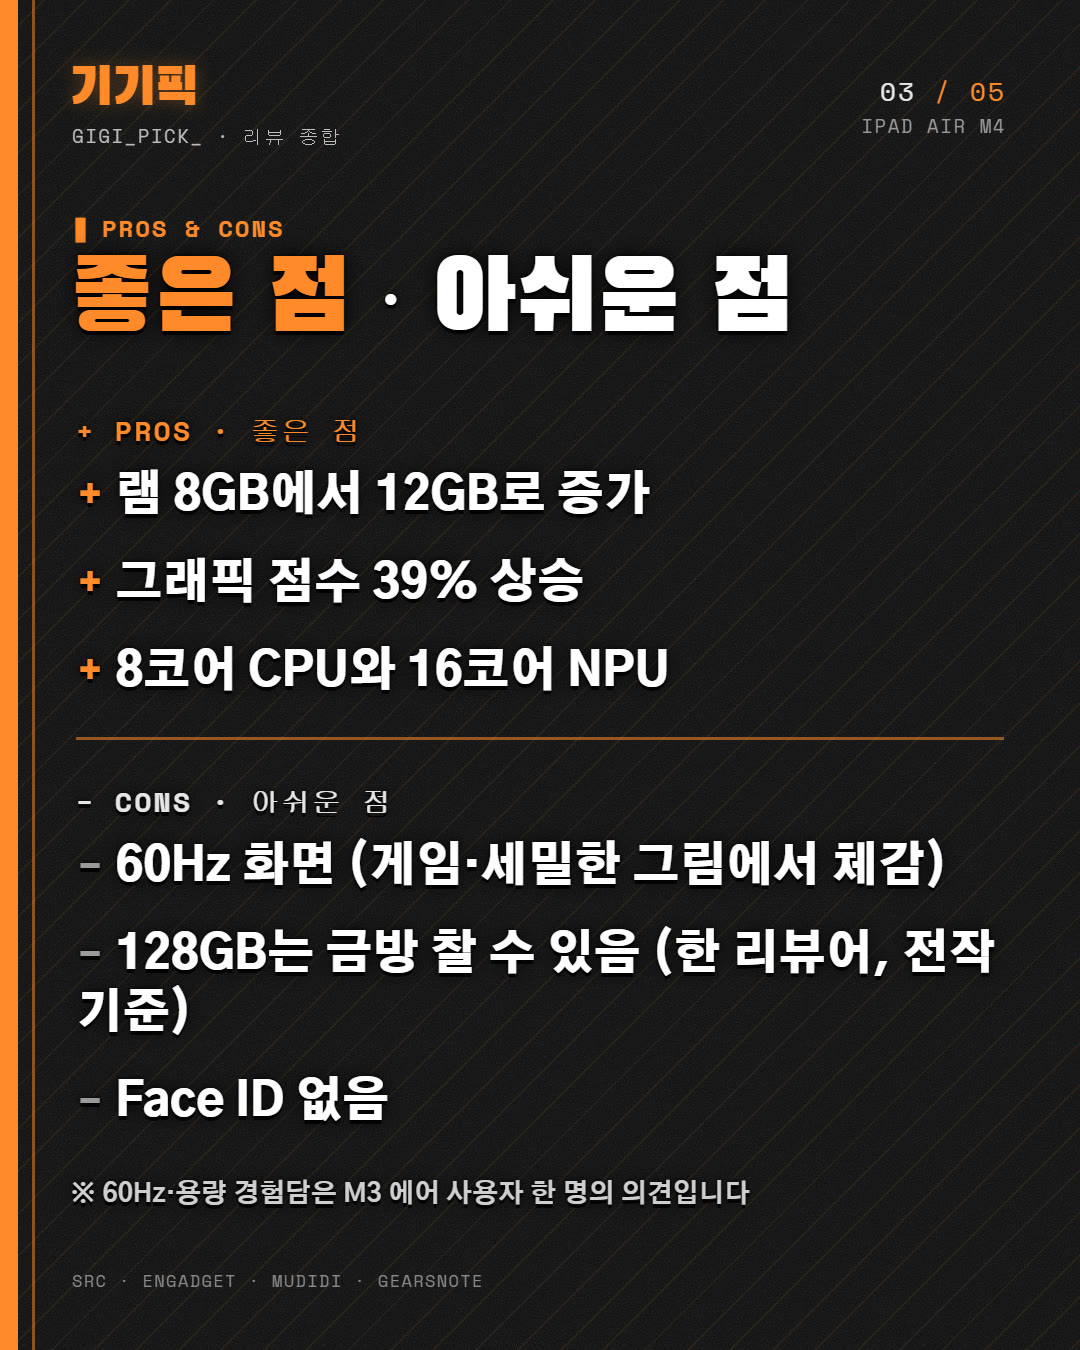 기기픽
GIGI_PICK_ · 리뷰 종합
03 / 05
IPAD AIR M4
PROS & CONS
좋은 점 · 아쉬운 점
+ PROS · 좋은 점
+ 램 8GB에서 12GB로 증가
+ 그래픽 점수 39% 상승
+ 8코어 CPU와 16코어 NPU
- CONS · 아쉬운 점
- 60Hz 화면 (게임·세밀한 그림에서 체감)
- 128GB는 금방 찰 수 있음 (한 리뷰어, 전작
기준)
- Face ID 없음
※ 60Hz·용량 경험담은 M3 에어 사용자 한 명의 의견입니다
SRC · ENGADGET · MUDIDI · GEARSNOTE